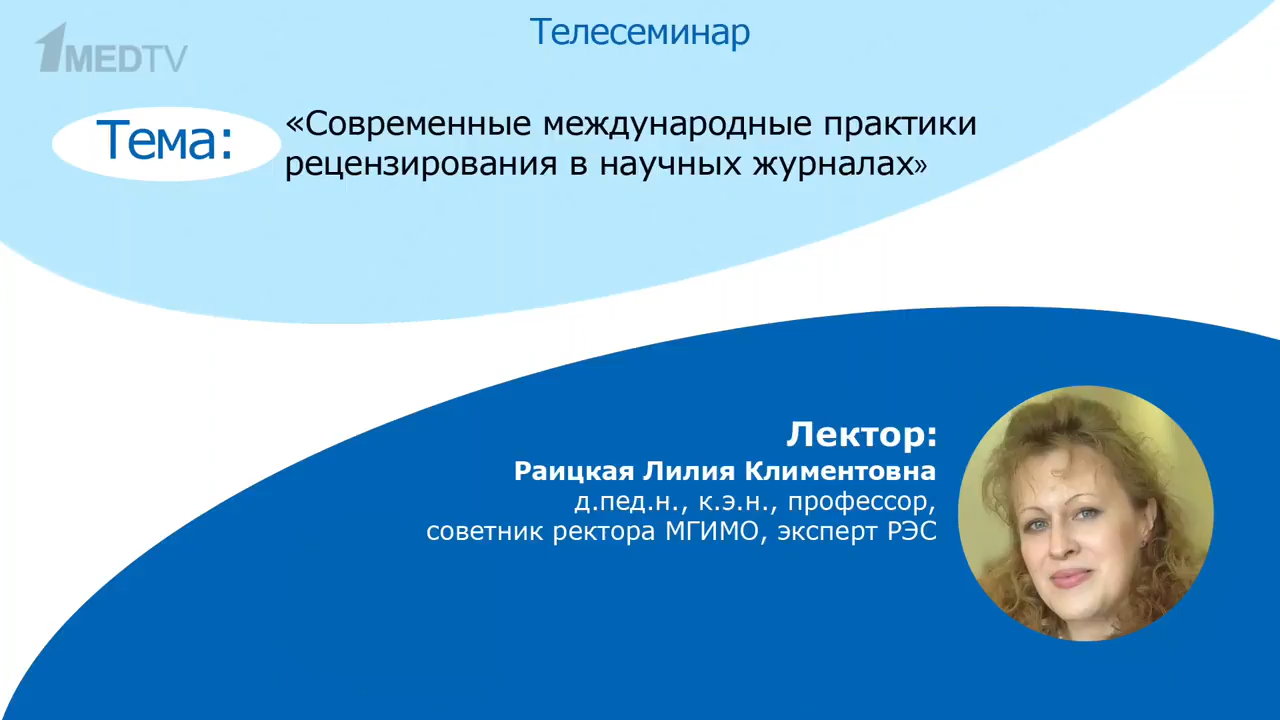 Телесеминар
1MEDTV
Тема:
«Современные международные практики
рецензирования в научных журналах»
Лектор:
Раицкая Лилия Климентовна
д.пед.н., к.э.н., профессор,
советник ректора МГИМО, эксперт РЭС